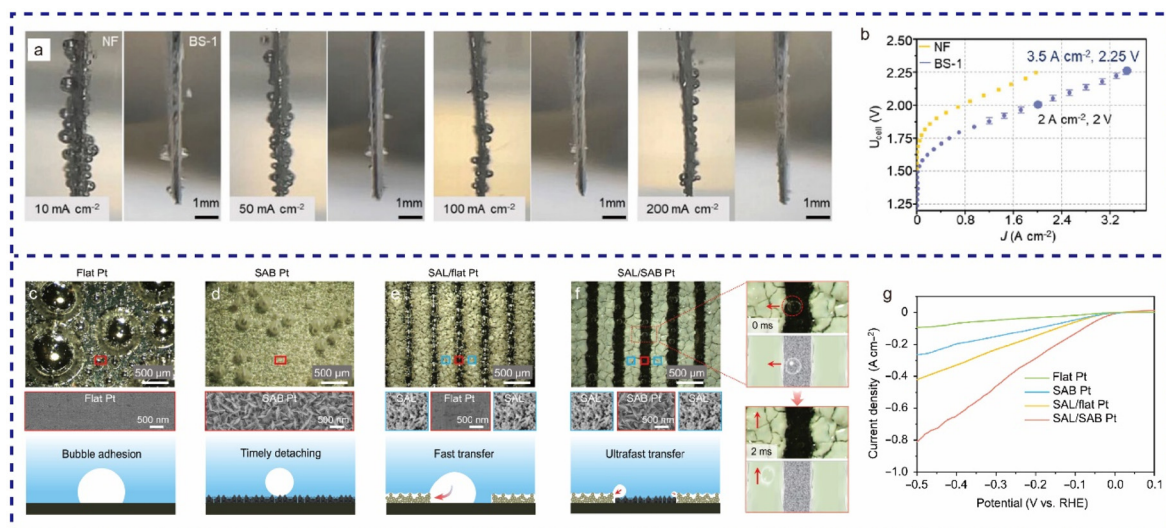 a
NF
BS-1
10 mA cm⁻²
1mm
50 mA cm⁻²
1mm
100 mA cm⁻²
1mm
200 mA cm⁻²
1mm
b
2.50
2.25
2.00
1.75
1.50
1.25
U_cell (V)
NF
BS-1
3.5 A cm⁻², 2.25 V
2 A cm⁻², 2 V
0
0.8
1.6
2.4
3.2
J (A cm⁻²)
Flat Pt
c
500 µm
Flat Pt
500 nm
Bubble adhesion
SAB Pt
d
500 µm
SAB Pt
500 nm
Timely detaching
SAL/flat Pt
e
500 µm
SAL
Flat Pt
500 nm
SAL
Fast transfer
SAL/SAB Pt
f
500 µm
SAL
SAB Pt
500 nm
SAL
Ultrafast transfer
0 ms
2 ms
g
0
−0.2
−0.4
−0.6
−0.8
−1.0
Current density (A cm⁻²)
Flat Pt
SAB Pt
SAL/flat Pt
SAL/SAB Pt
−0.5
−0.4
−0.3
−0.2
−0.1
0.0
0.1
Potential (V vs. RHE)